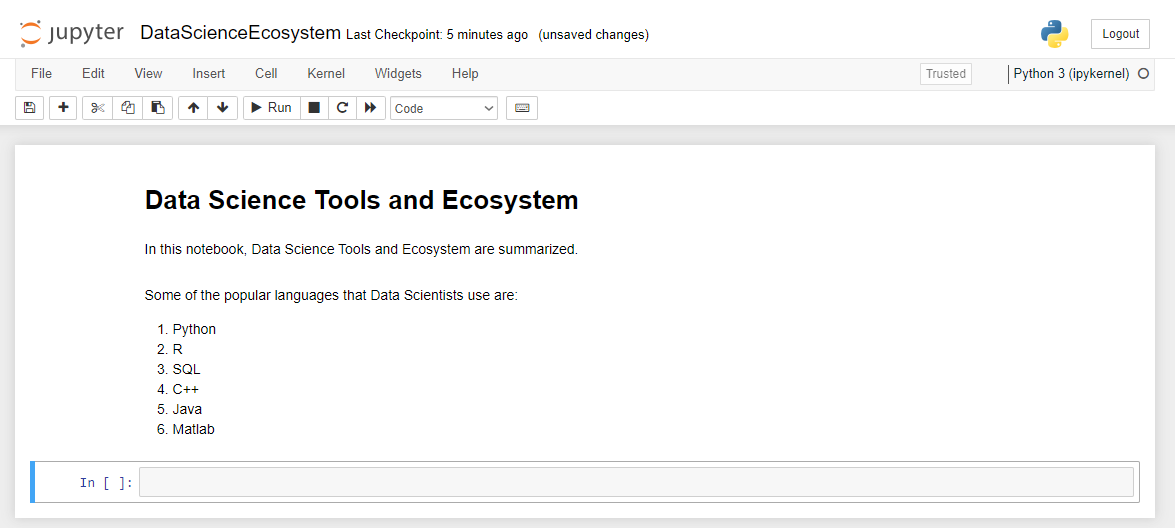 jupyter DataScienceEcosystem Last Checkpoint: 5 minutes ago (unsaved changes) Logout
File Edit View Insert Cell Kernel Widgets Help Trusted Python 3 (ipykernel)
Run Code
Data Science Tools and Ecosystem
In this notebook, Data Science Tools and Ecosystem are summarized.
Some of the popular languages that Data Scientists use are:
1. Python
2. R
3. SQL
4. C++
5. Java
6. Matlab
In [ ]: